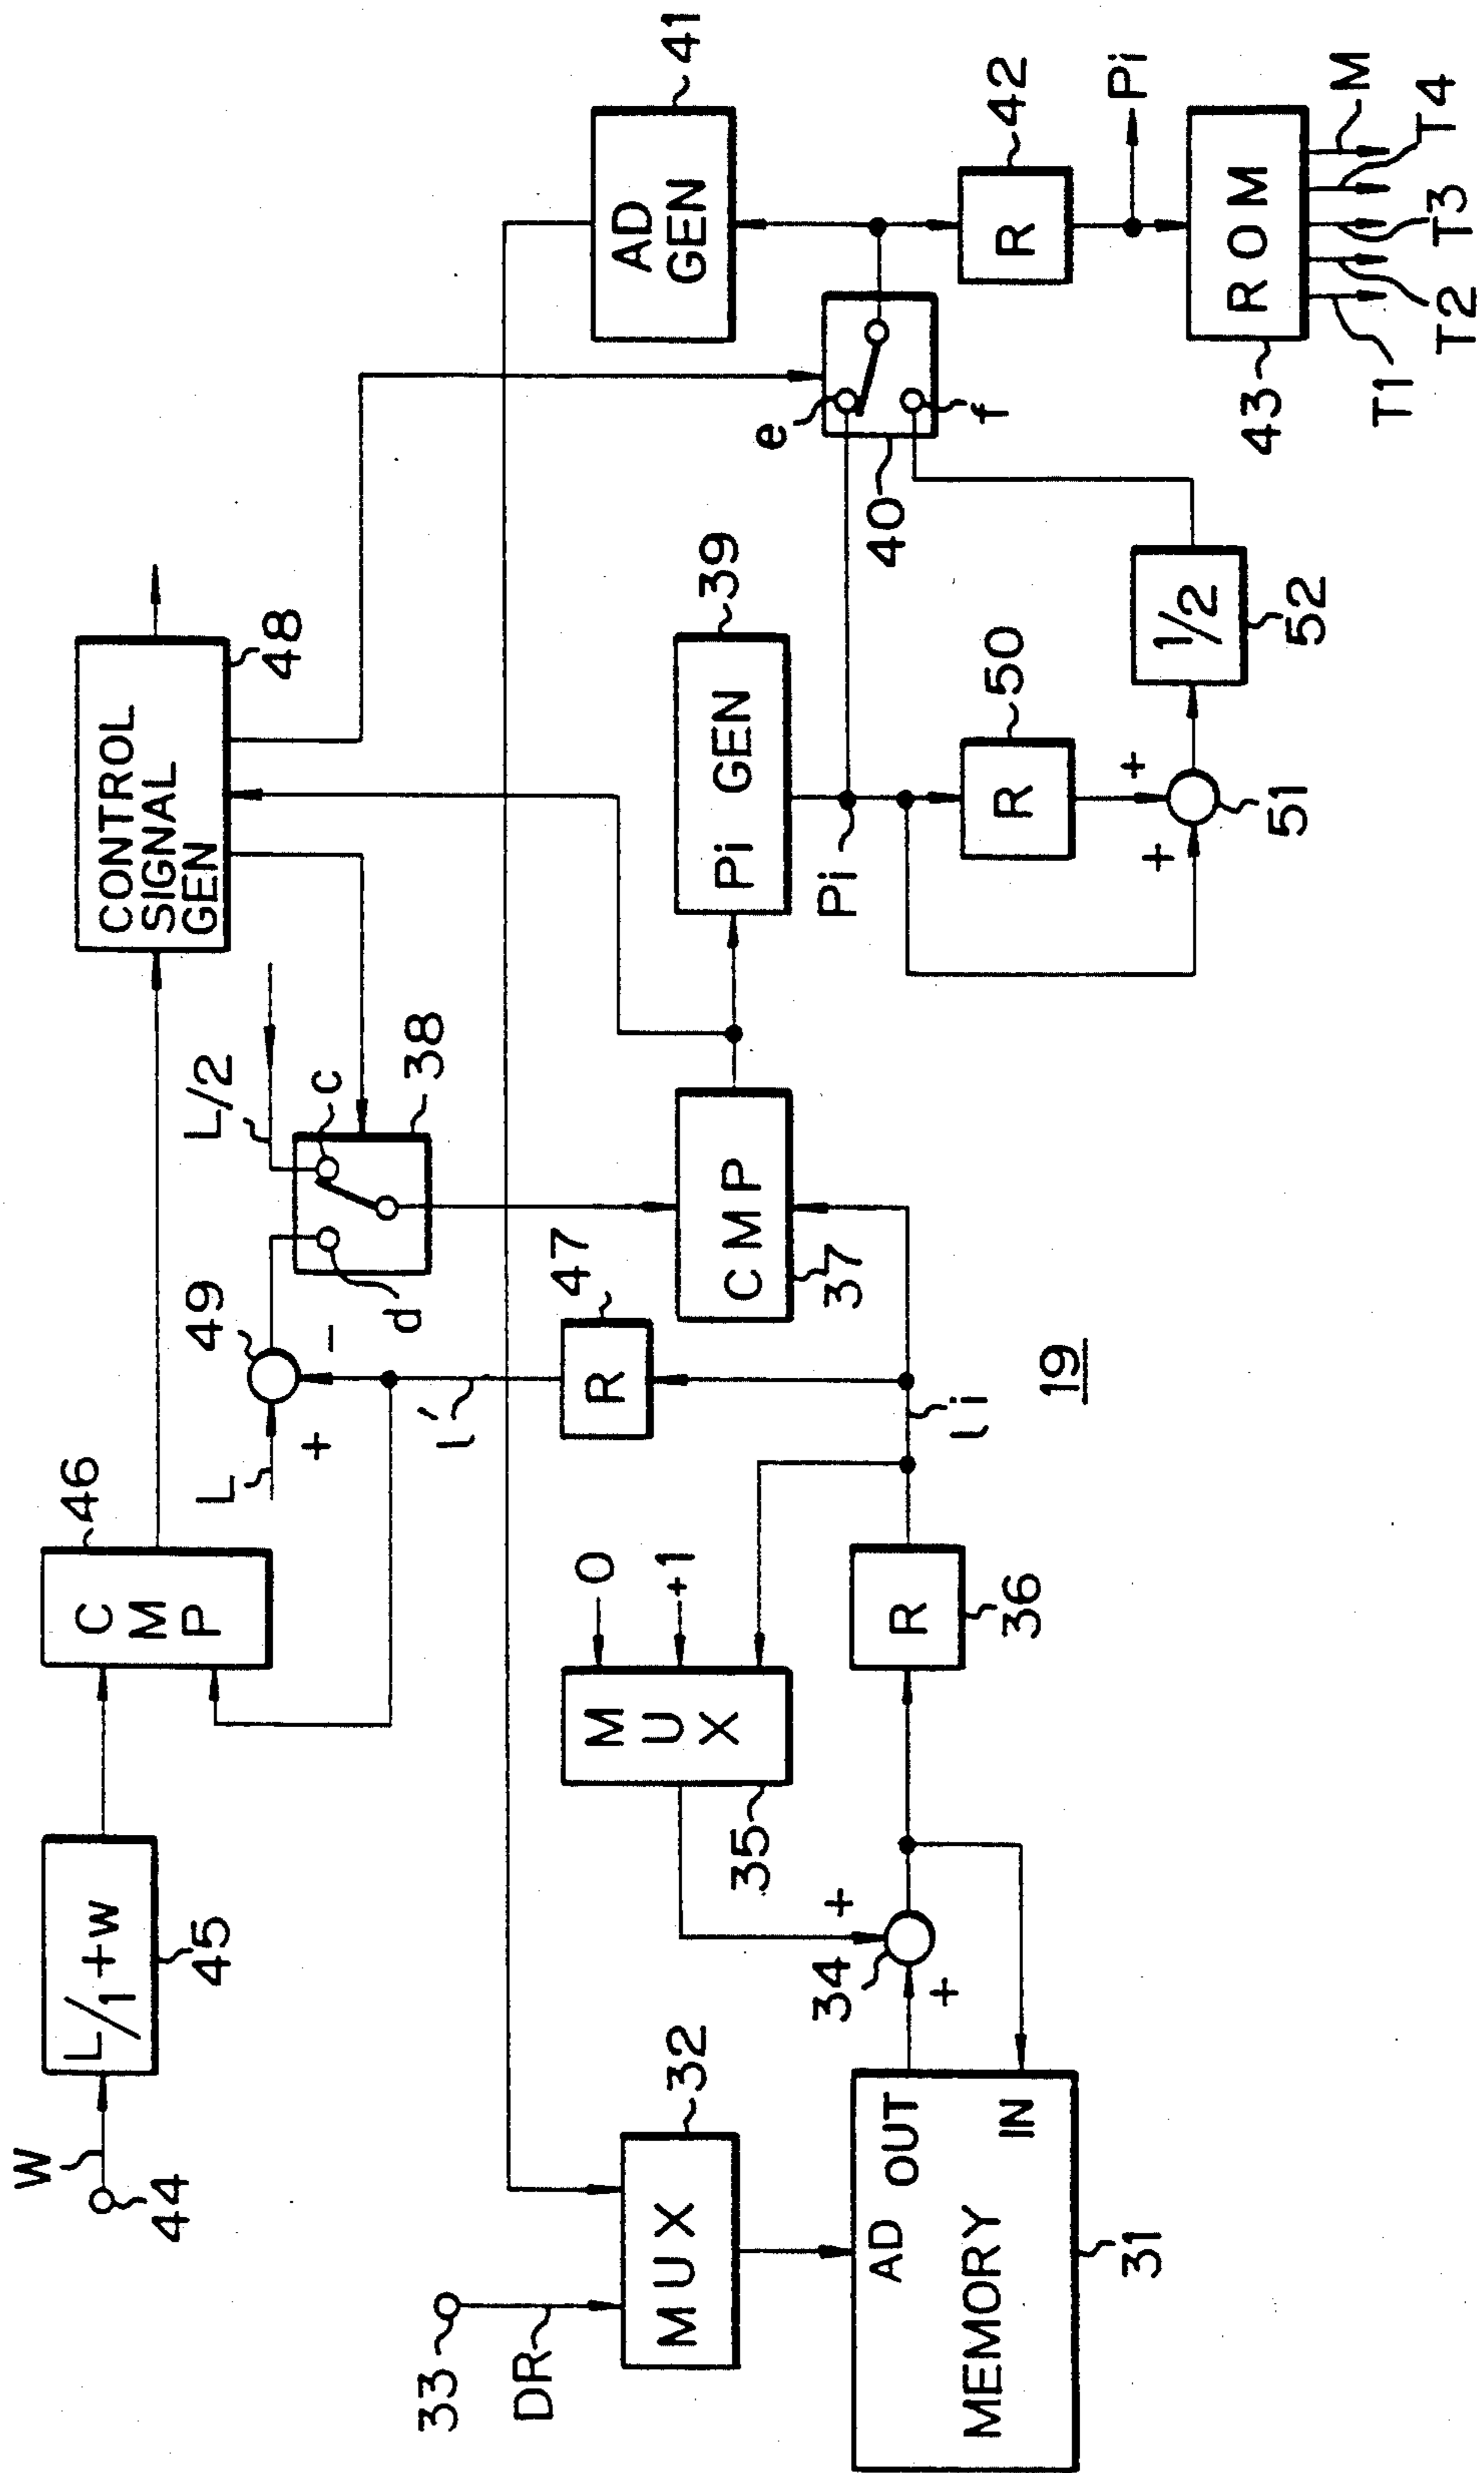 W
44
L/1+w
45
CMP
46
CONTROL
SIGNAL
GEN
48
L
+
49
-
L/2
c
d
38
l'
R
47
33
DR
MUX
32
MUX
35
0
+1
CMP
37
Pi GEN
39
AD
GEN
41
AD
OUT
IN
MEMORY
31
34
+
+
R
36
li
Pi
R
50
+
+
51
1/2
52
e
f
40
R
42
Pi
ROM
43
T1
T2
T3
T4
M
19